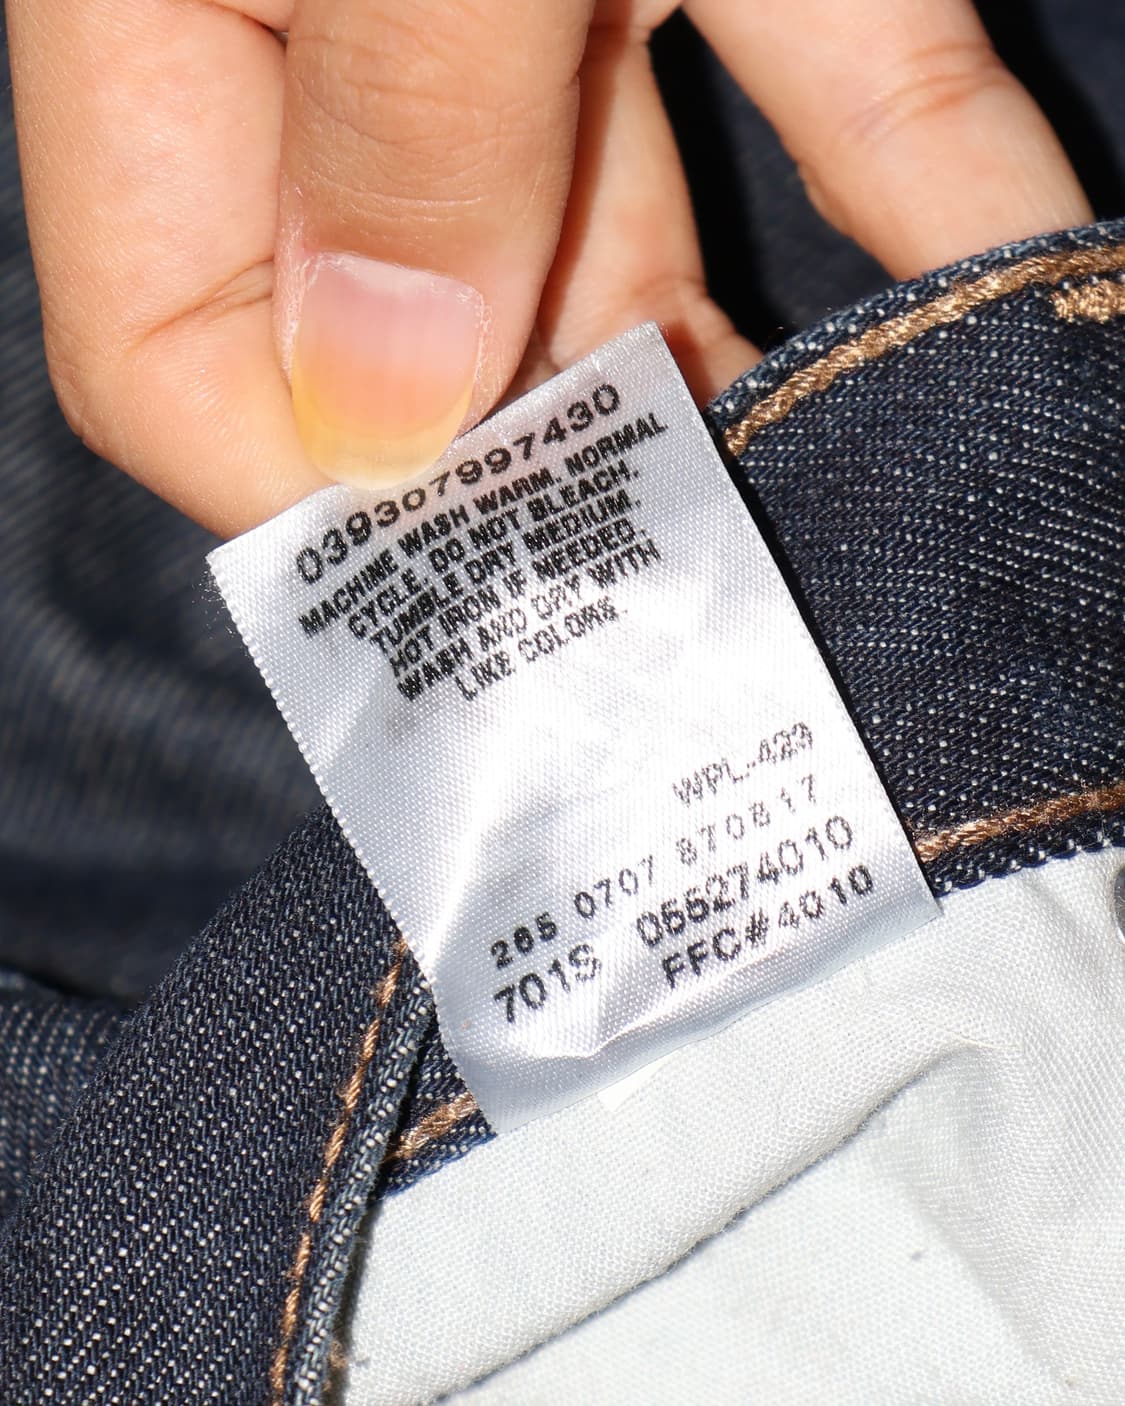 039307997430
MACHINE WASH WARM. NORMAL
CYCLE. DO NOT BLEACH.
TUMBLE DRY MEDIUM.
HOT IRON IF NEEDED.
WASH AND DRY WITH
LIKE COLORS.
WPL-423
265 0707 870817
055274010
701S FFC#4010